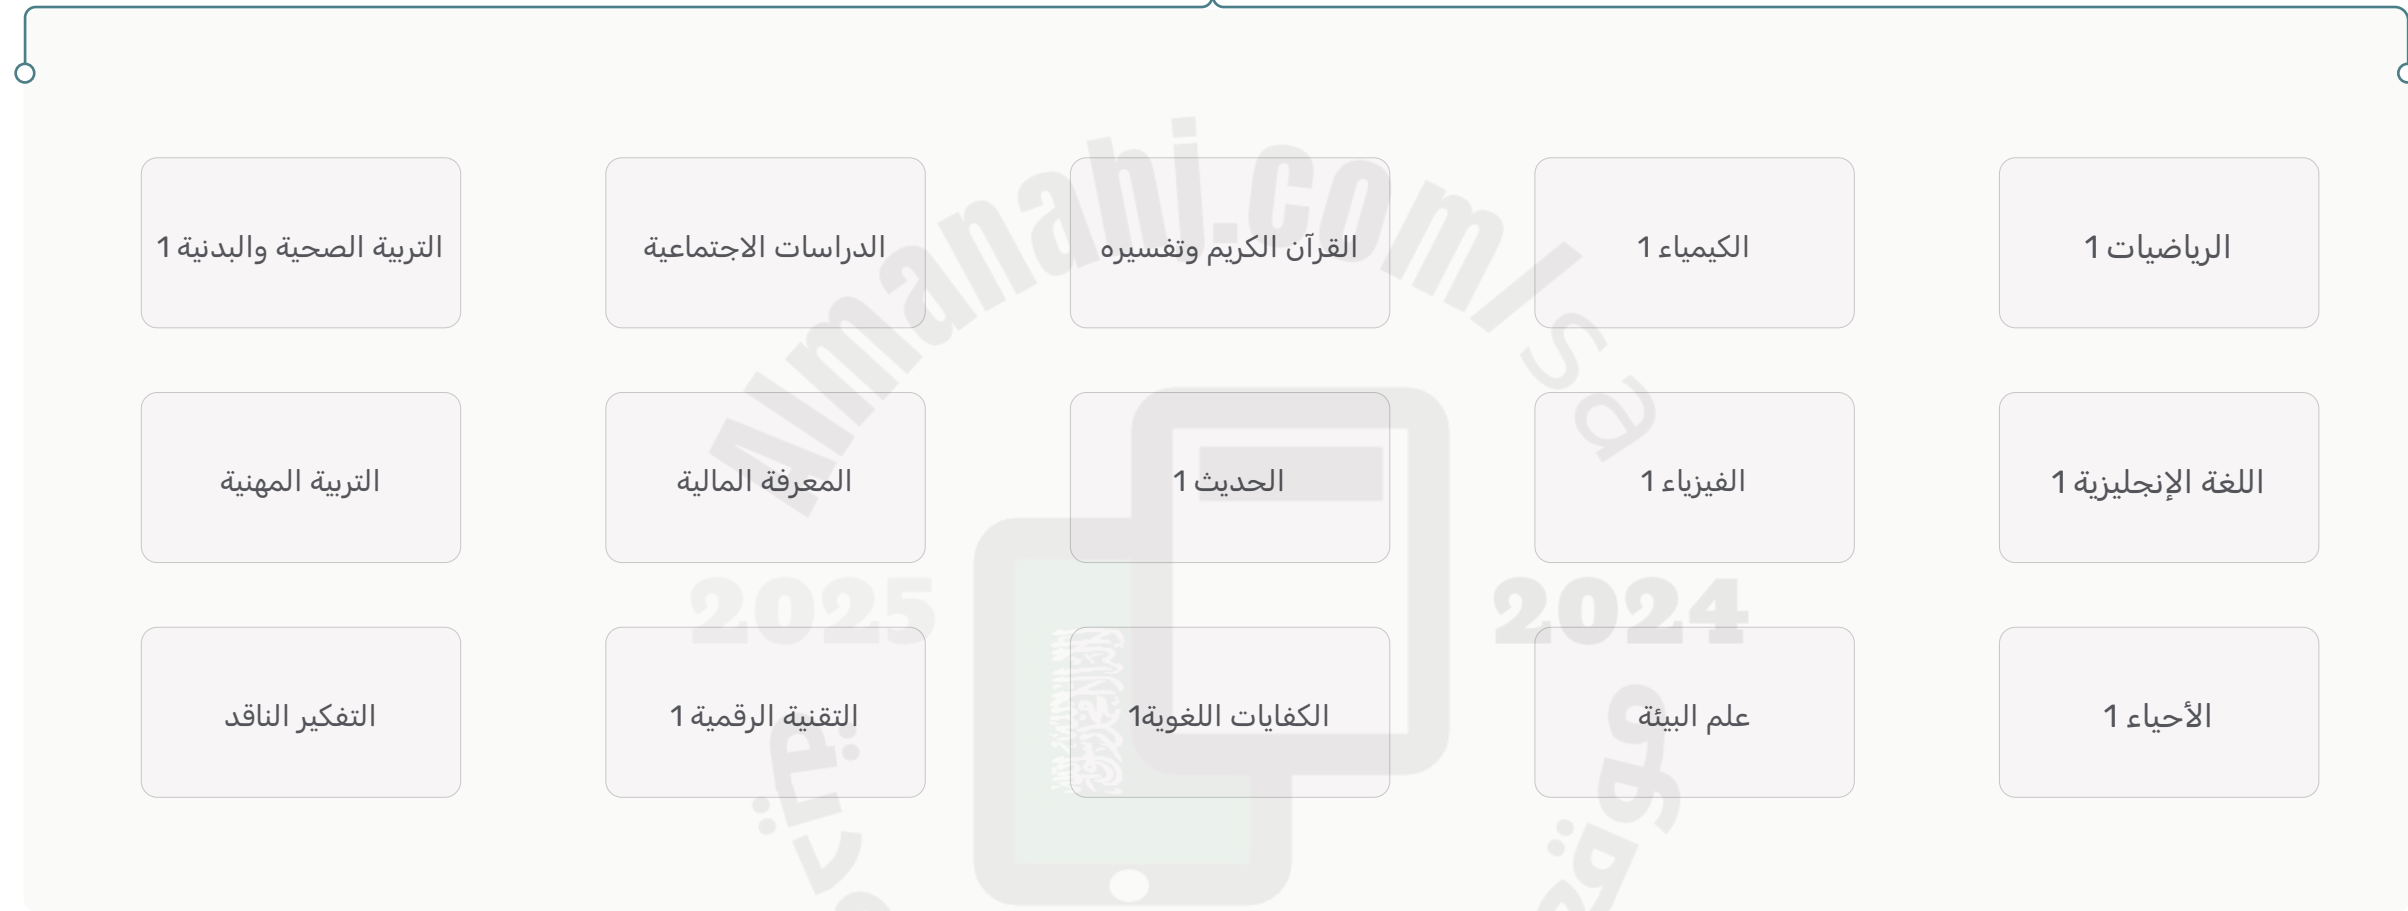 الرياضيات 1
الكيمياء 1
القرآن الكريم وتفسيره
الدراسات الاجتماعية
التربية الصحية والبدنية 1
اللغة الإنجليزية 1
الفيزياء 1
الحديث 1
المعرفة المالية
التربية المهنية
الأحياء 1
علم البيئة
الكفايات اللغوية1
التقنية الرقمية 1
التفكير الناقد
Almanahj.com/sa
2024
2025